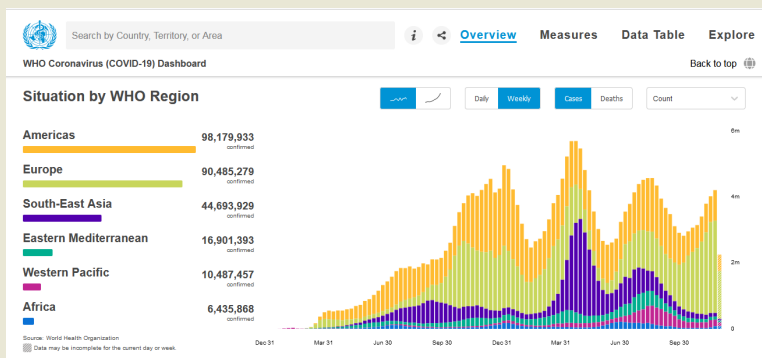 Search by Country, Territory, or Area
i
Overview
Measures
Data Table
Explore
WHO Coronavirus (COVID-19) Dashboard
Back to top
Situation by WHO Region
Daily
Weekly
Cases
Deaths
Count
Americas
98,179,933
confirmed
Europe
90,485,279
confirmed
South-East Asia
44,693,929
confirmed
Eastern Mediterranean
16,901,393
confirmed
Western Pacific
10,487,457
confirmed
Africa
6,435,868
confirmed
6m
4m
2m
0
Dec 31
Mar 31
Jun 30
Sep 30
Dec 31
Mar 31
Jun 30
Sep 30
Source: World Health Organization
Data may be incomplete for the current day or week.